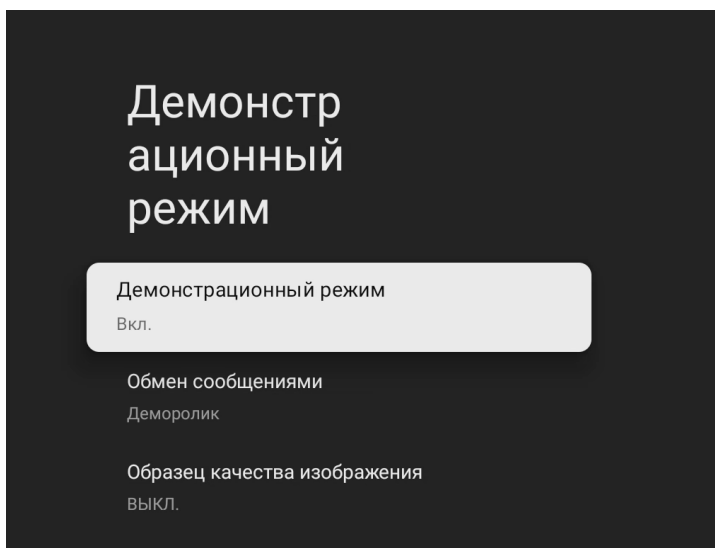 Демонстр
ационный
режим
Демонстрационный режим
Вкл.
Обмен сообщениями
Деморолик
Образец качества изображения
ВЫКЛ.